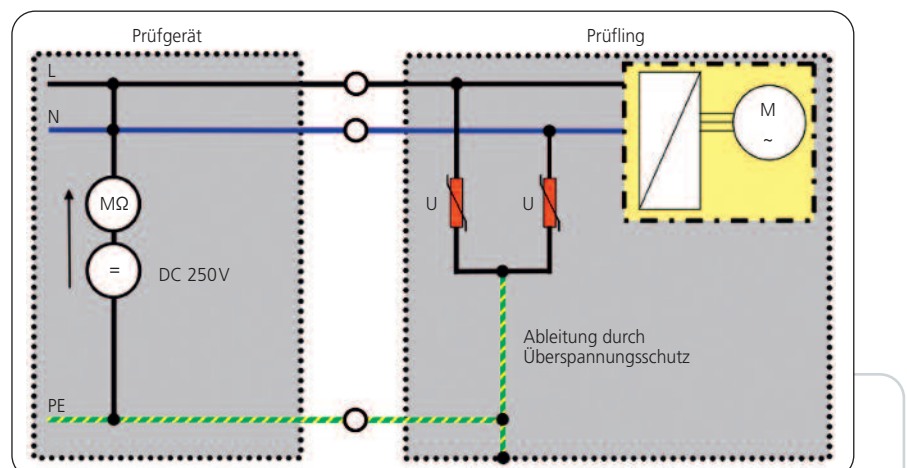 Prüfgerät
Prüfling
L
N
M
~
MΩ
U
U
=
DC 250 V
Ableitung durch
Überspannungsschutz
PE